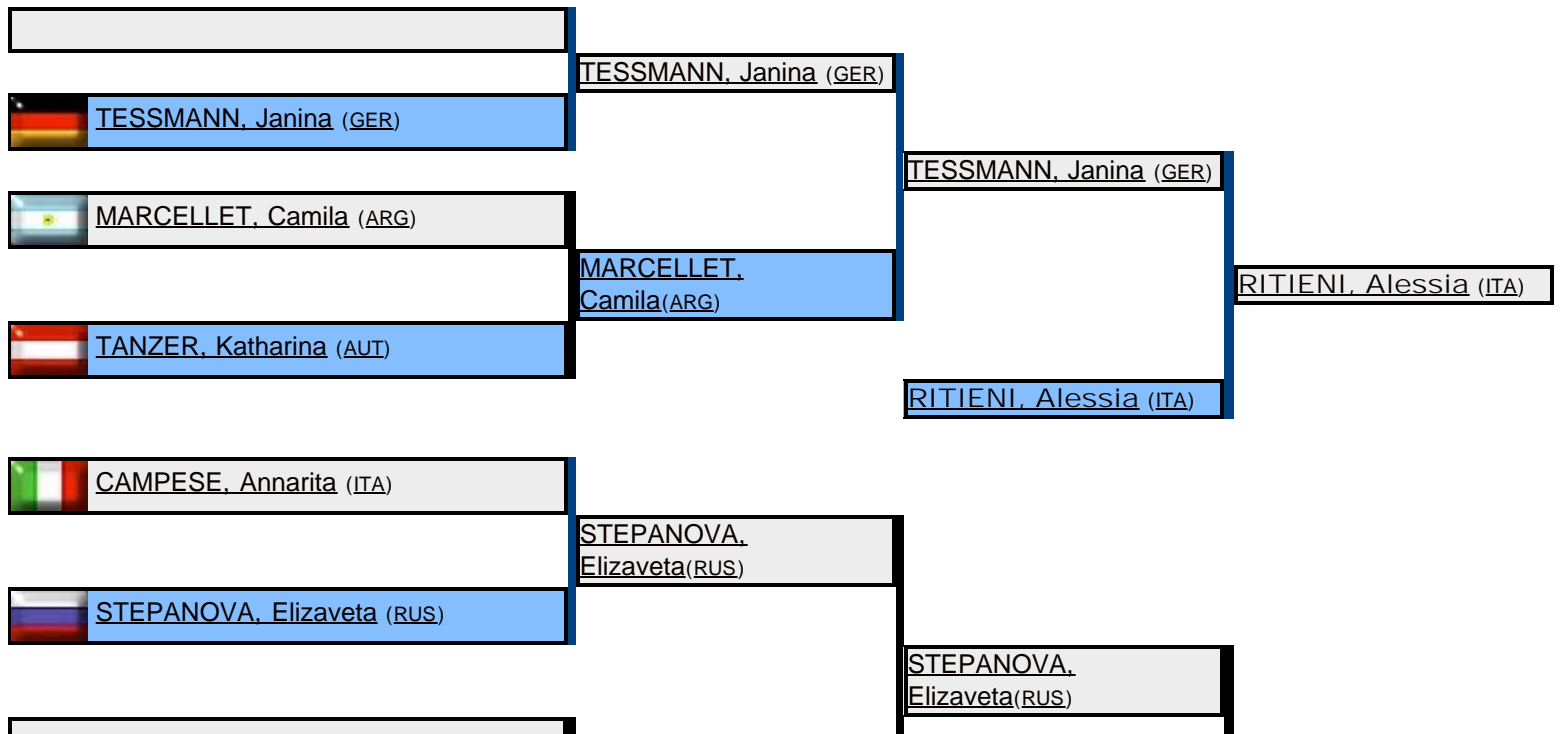 TESSMANN, Janina (GER)
TESSMANN, Janina (GER)
TESSMANN, Janina (GER)
MARCELLET, Camila (ARG)
MARCELLET,
Camila(ARG)
RITIENI, Alessia (ITA)
TANZER, Katharina (AUT)
RITIENI, Alessia (ITA)
CAMPESE, Annarita (ITA)
STEPANOVA,
Elizaveta(RUS)
STEPANOVA, Elizaveta (RUS)
STEPANOVA,
Elizaveta(RUS)